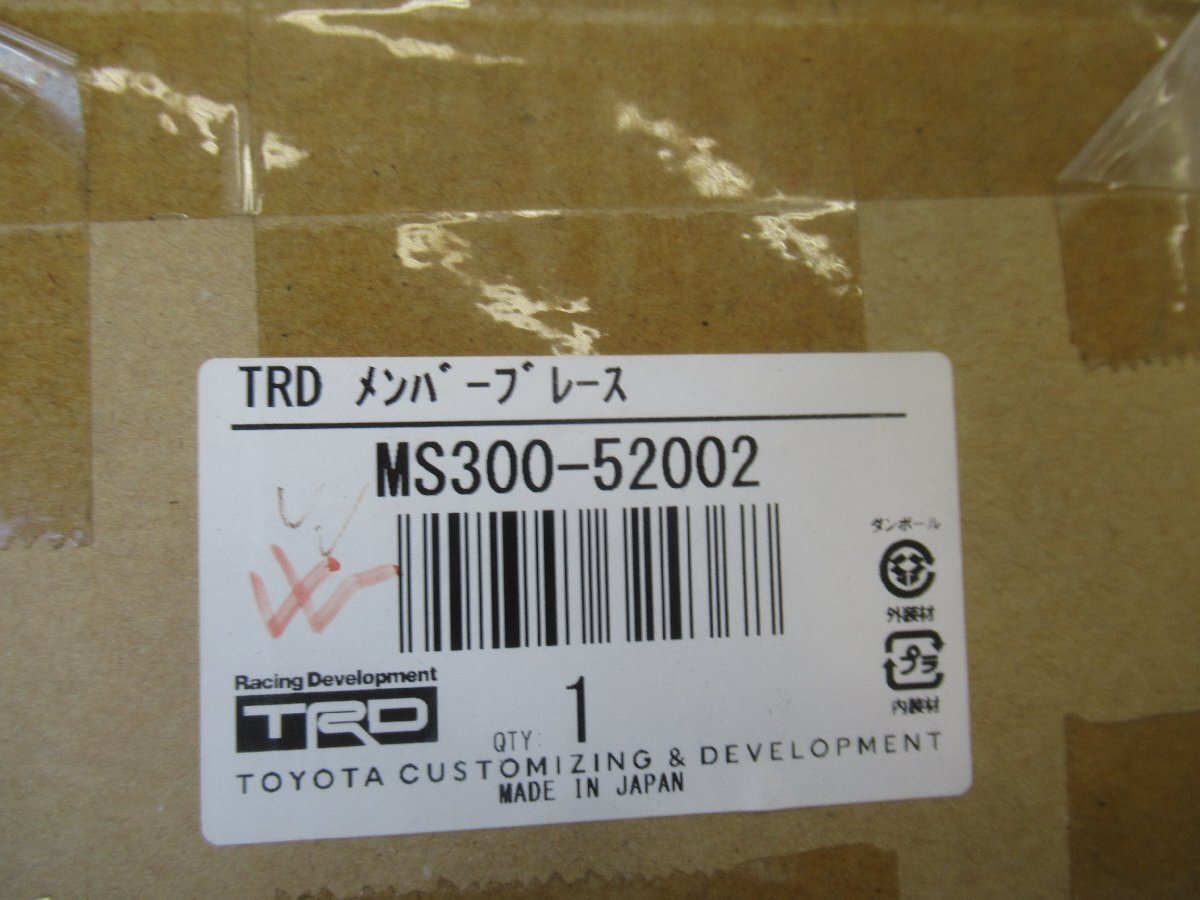 TRD ﾒﾝﾊﾞｰﾌﾞﾚｰｽ
MS300-52002
ダンボール
外装材
プラ
内装材
Racing Development
TRD
QTY: 1
TOYOTA CUSTOMIZING & DEVELOPMENT
MADE IN JAPAN